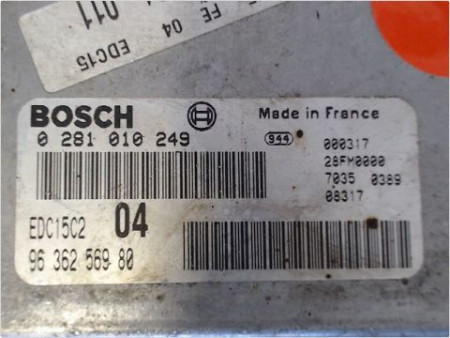 011
FE 04
EDC15
BOSCH
Made in France
0 281 010 249
944
000317
28FM0000
7035 0389
08317
EDC15C2 04
96 362 569 80